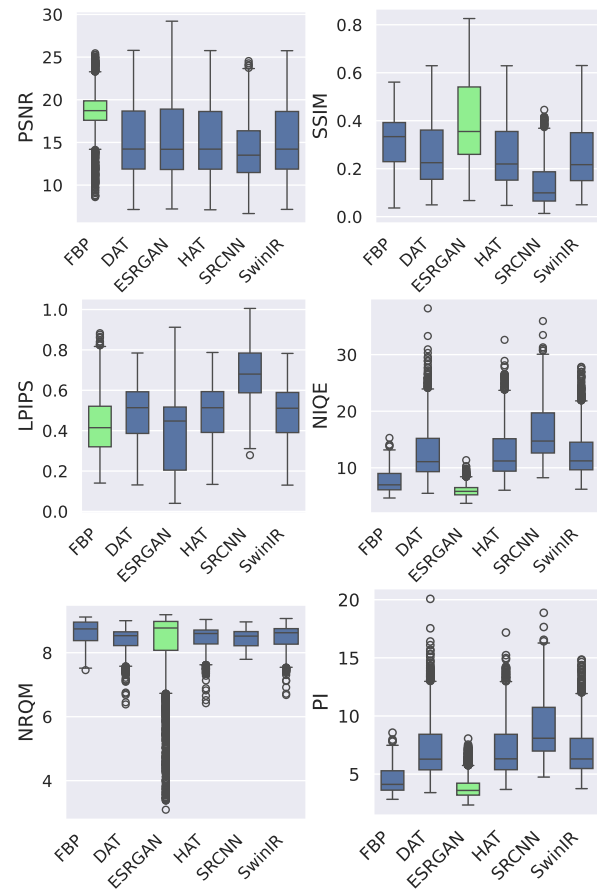 PSNR
30
25
20
15
10
FBP
DAT
ESRGAN
HAT
SRCNN
SwinIR
SSIM
0.8
0.6
0.4
0.2
0.0
FBP
DAT
ESRGAN
HAT
SRCNN
SwinIR
LPIPS
1.0
0.8
0.6
0.4
0.2
0.0
FBP
DAT
ESRGAN
HAT
SRCNN
SwinIR
NIQE
30
20
10
FBP
DAT
ESRGAN
HAT
SRCNN
SwinIR
NRQM
8
6
4
FBP
DAT
ESRGAN
HAT
SRCNN
SwinIR
PI
20
15
10
5
FBP
DAT
ESRGAN
HAT
SRCNN
SwinIR